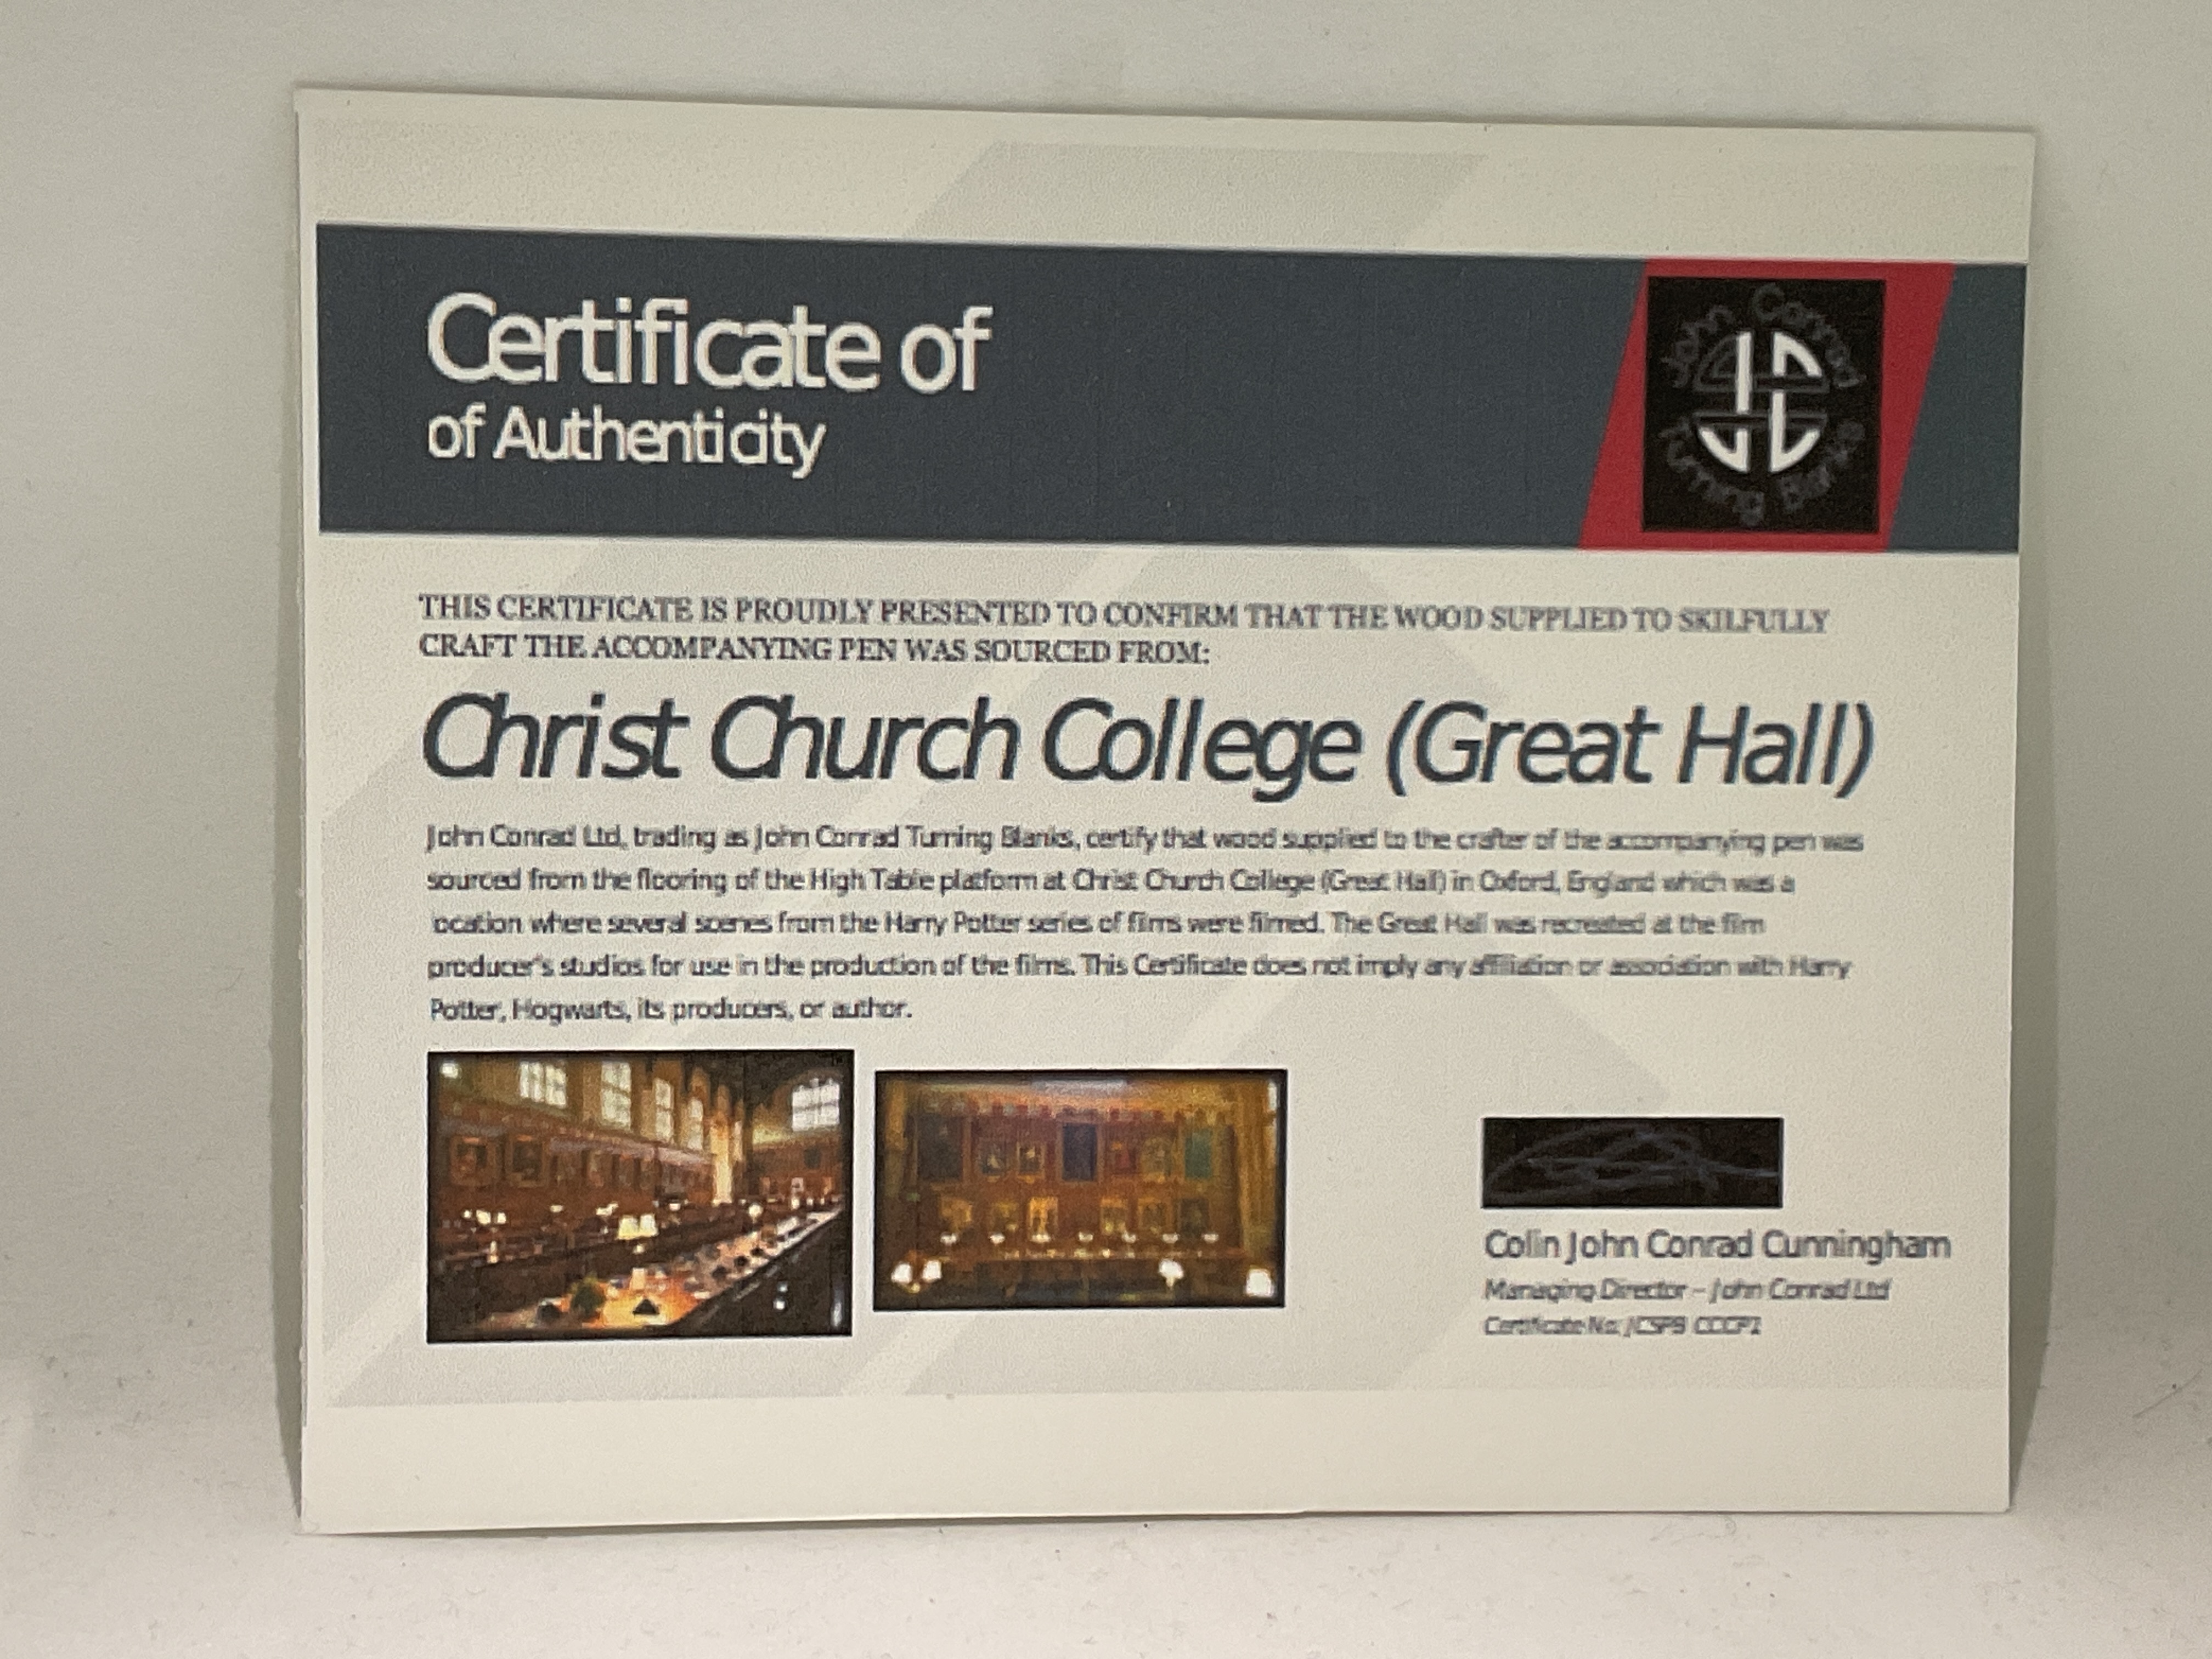 Certificate of
of Authenticity
John Conrad
Turning Blanks
THIS CERTIFICATE IS PROUDLY PRESENTED TO CONFIRM THAT THE WOOD SUPPLIED TO SKILFULLY
CRAFT THE ACCOMPANYING PEN WAS SOURCED FROM:
Christ Church College (Great Hall)
John Conrad Ltd, trading as John Conrad Turning Blanks, certify that wood supplied to the crafter of the accompanying pen was
sourced from the flooring of the High Table platform at Christ Church College (Great Hall) in Oxford, England which was a
location where several scenes from the Harry Potter series of films were filmed. The Great Hall was recreated at the film
producer's studios for use in the production of the films. This Certificate does not imply any affiliation or association with Harry
Potter, Hogwarts, its producers, or author.
Colin John Conrad Cunningham
Managing Director – John Conrad Ltd
Certificate No: